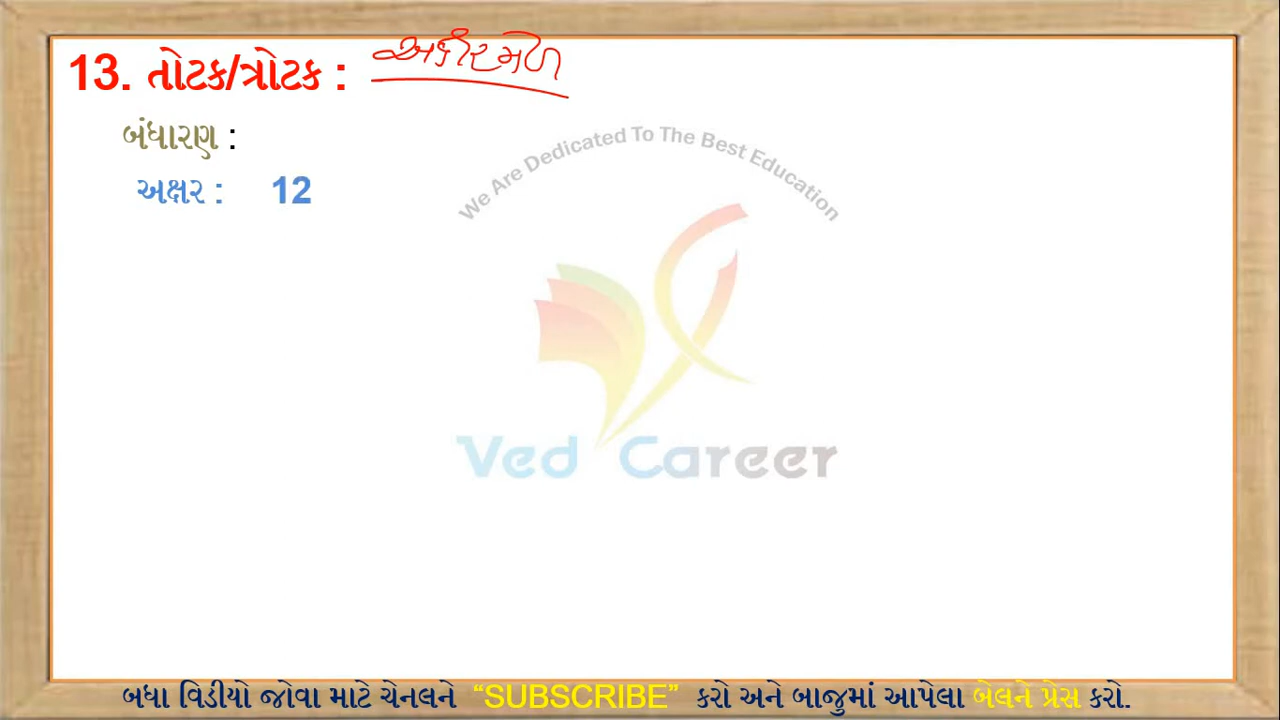 13. તોટક/ત્રોટક : અક્ષરમેળ
બંધારણ :
અક્ષર : 12
We Are Dedicated To The Best Education
Ved Career
બધા વિડીયો જોવા માટે ચેનલને “SUBSCRIBE” કરો અને બાજુમાં આપેલા બેલને પ્રેસ કરો.